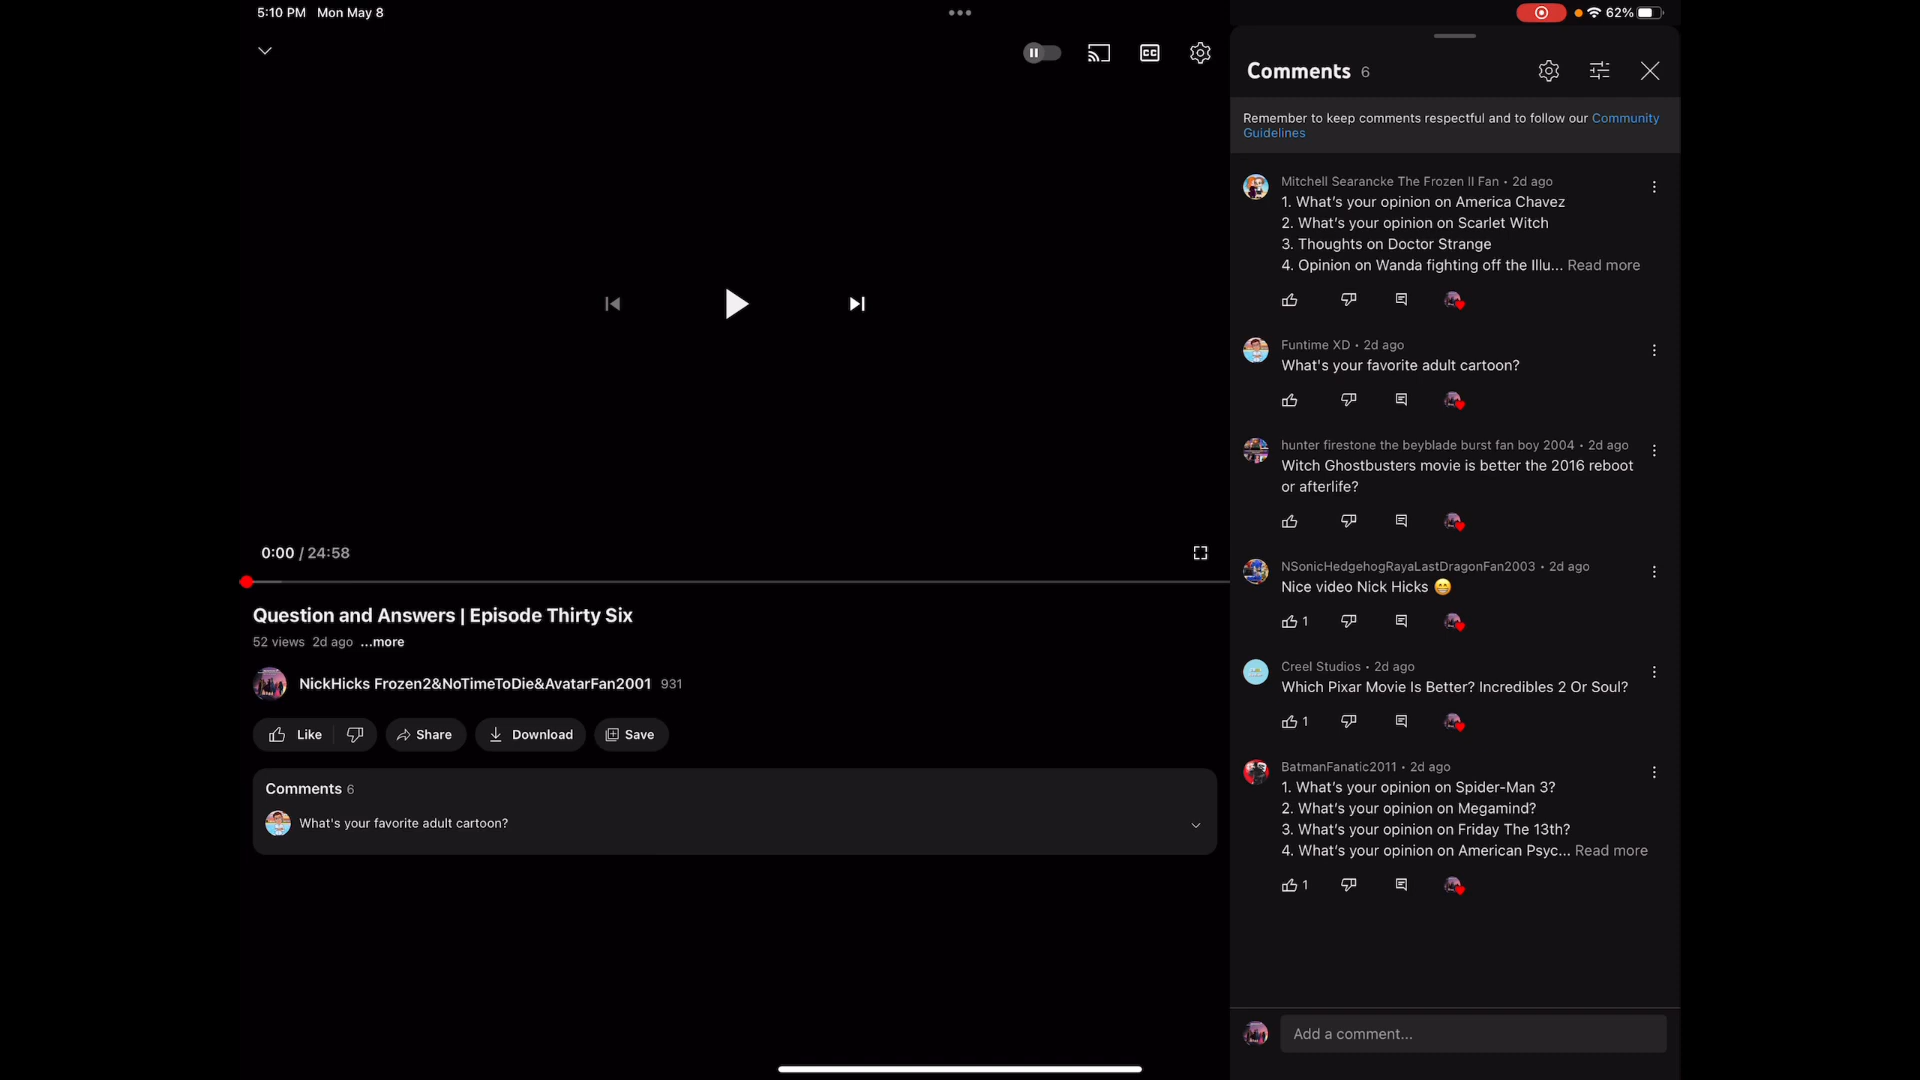 5:10 PM Mon May 8
62%
CC
0:00 / 24:58
Question and Answers | Episode Thirty Six
52 views 2d ago ...more
NickHicks Frozen2&NoTimeToDie&AvatarFan2001 931
Like
Share
Download
Save
Comments 6
What's your favorite adult cartoon?
Comments 6
Remember to keep comments respectful and to follow our Community
Guidelines
Mitchell Searancke The Frozen II Fan • 2d ago
1. What's your opinion on America Chavez
2. What's your opinion on Scarlet Witch
3. Thoughts on Doctor Strange
4. Opinion on Wanda fighting off the Illu... Read more
Funtime XD • 2d ago
What's your favorite adult cartoon?
hunter firestone the beyblade burst fan boy 2004 • 2d ago
Witch Ghostbusters movie is better the 2016 reboot
or afterlife?
NSonicHedgehogRayaLastDragonFan2003 • 2d ago
Nice video Nick Hicks 😁
1
Creel Studios • 2d ago
Which Pixar Movie Is Better? Incredibles 2 Or Soul?
1
BatmanFanatic2011 • 2d ago
1. What's your opinion on Spider-Man 3?
2. What's your opinion on Megamind?
3. What's your opinion on Friday The 13th?
4. What's your opinion on American Psyc... Read more
1
Add a comment...